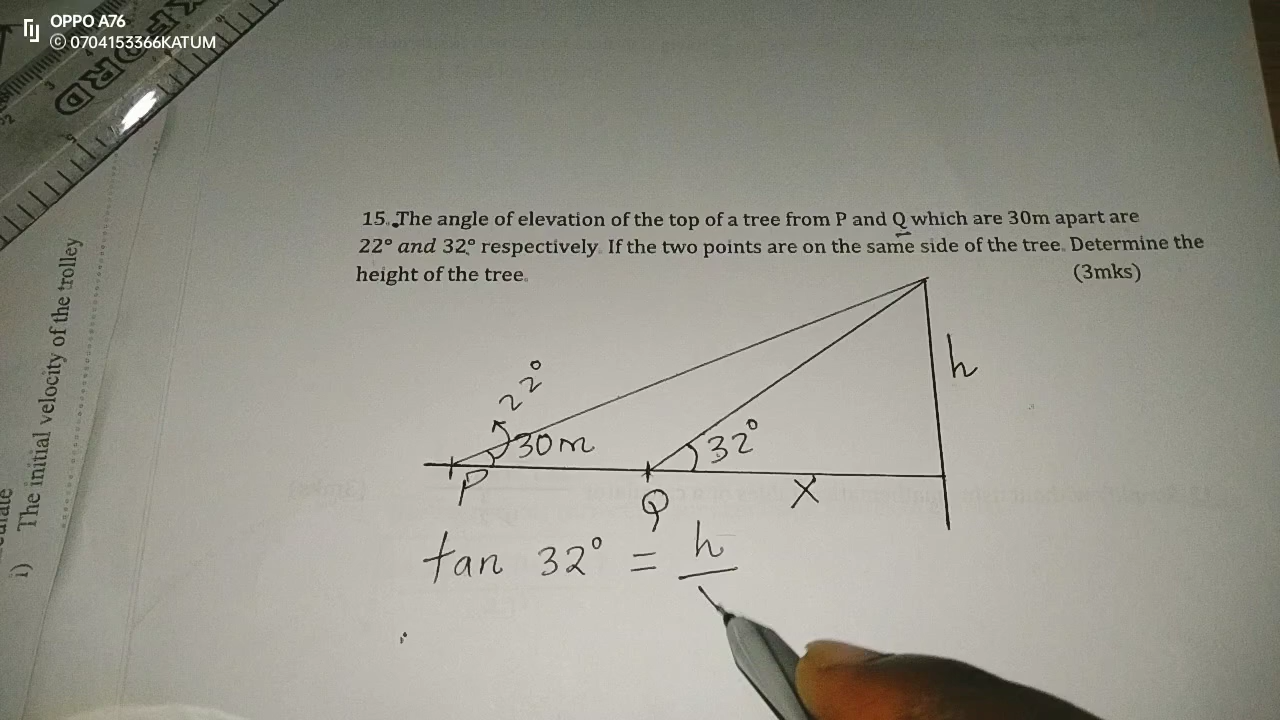 OPPO A76
© 0704153366KATUM
ORD
15. The angle of elevation of the top of a tree from P and Q which are 30m apart are
22° and 32° respectively. If the two points are on the same side of the tree. Determine the
height of the tree.
(3mks)
h
22°
30m
32°
P
Q
X
tan 32° = h
i) The initial velocity of the trolley